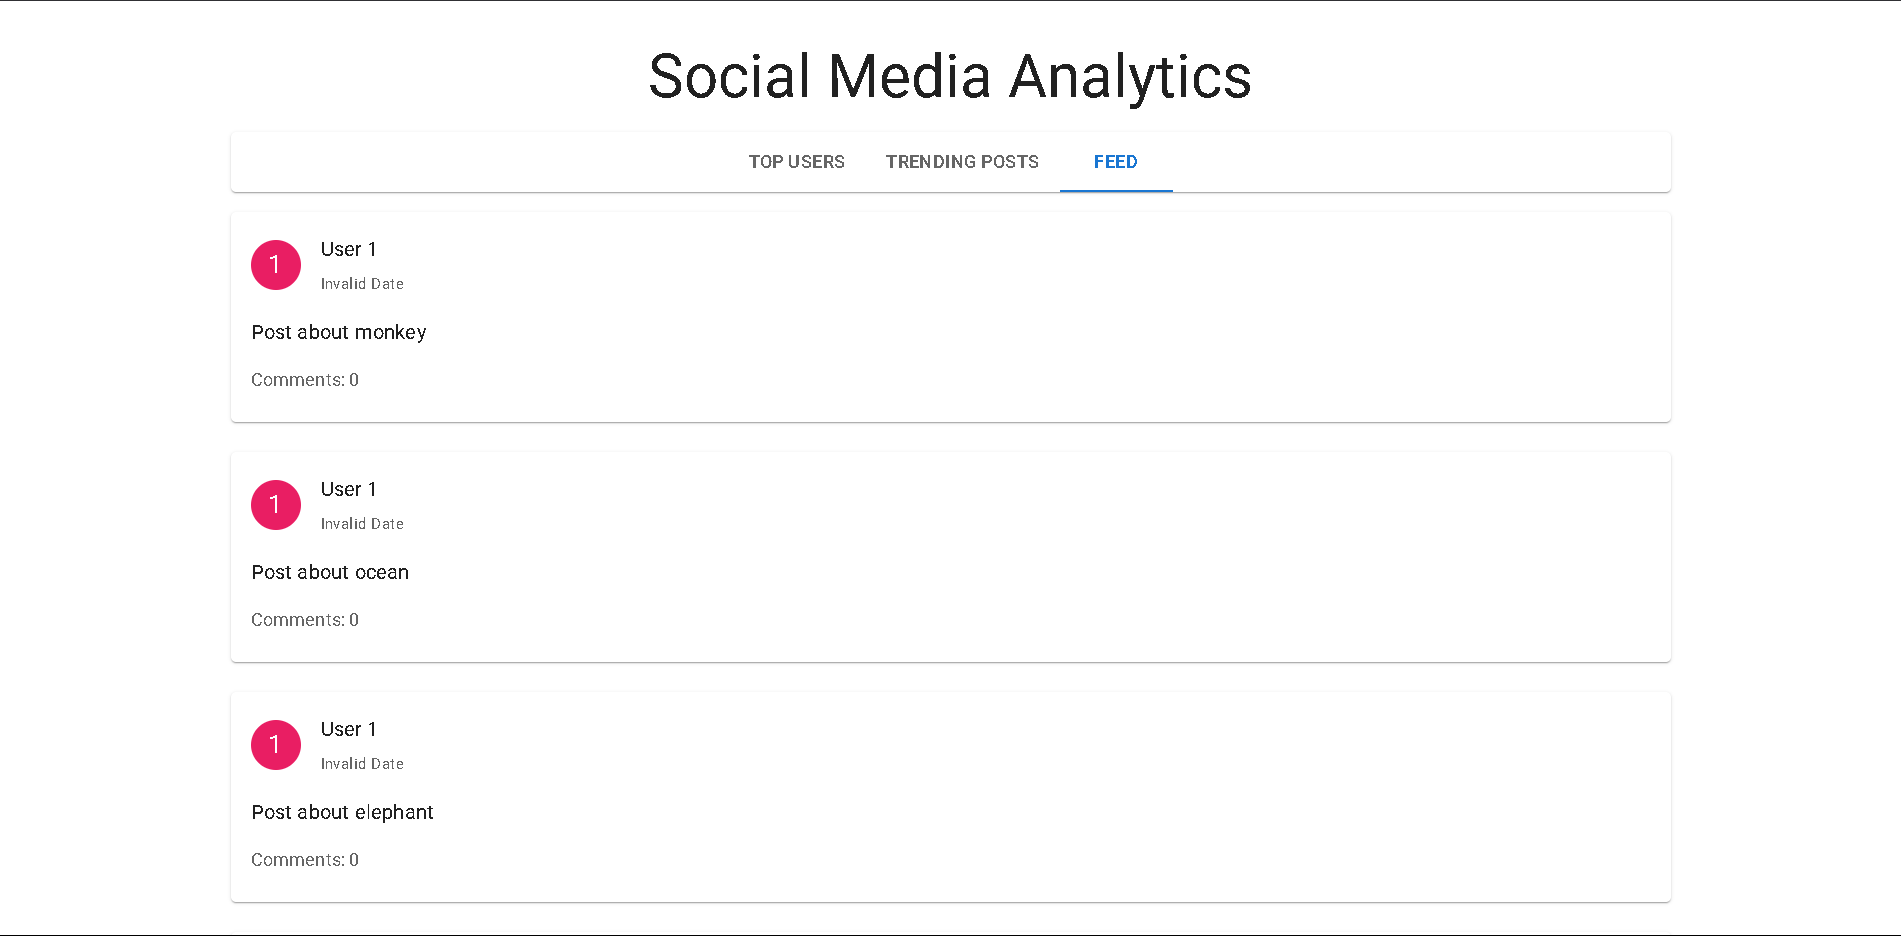 Social Media Analytics
TOP USERS TRENDING POSTS FEED
1
User 1
Invalid Date
Post about monkey
Comments: 0
1
User 1
Invalid Date
Post about ocean
Comments: 0
1
User 1
Invalid Date
Post about elephant
Comments: 0